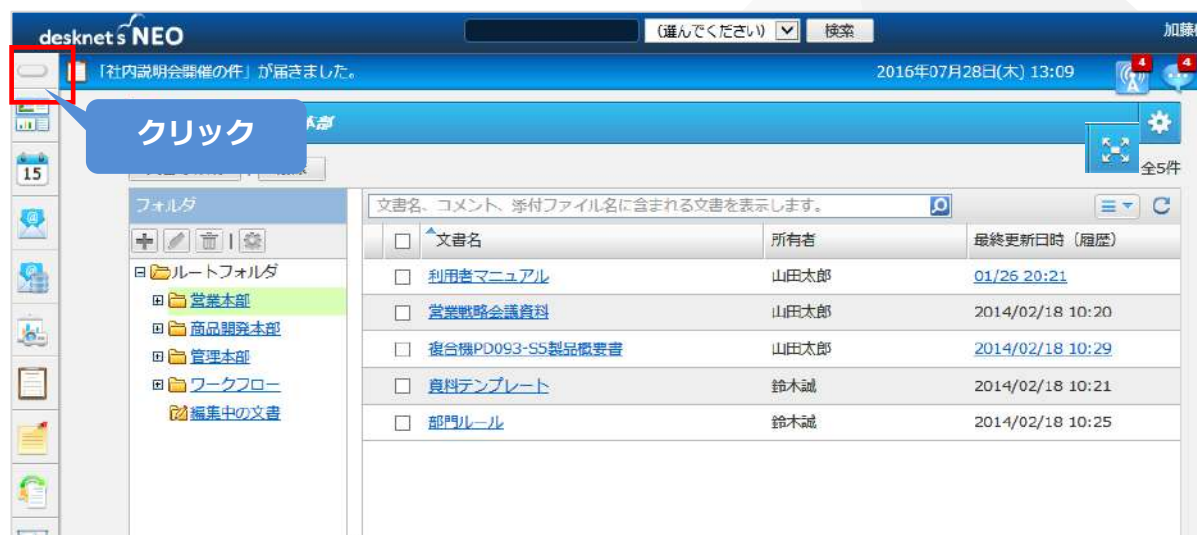 desknet's NEO
(選んでください) 検索 加藤
「社内説明会開催の件」が届きました。 2016年07月28日(木) 13:09 4 4
クリック 本部
15
全5件
フォルダ 文書名、コメント、添付ファイル名に含まれる文書を表示します。
文書名 所有者 最終更新日時 (履歴)
ルートフォルダ
営業本部
商品開発本部
管理本部
ワークフロー
編集中の文書
利用者マニュアル 山田太郎 01/26 20:21
営業戦略会議資料 山田太郎 2014/02/18 10:20
複合機PD093-S5製品概要書 山田太郎 2014/02/18 10:29
資料テンプレート 鈴木誠 2014/02/18 10:21
部門ルール 鈴木誠 2014/02/18 10:25